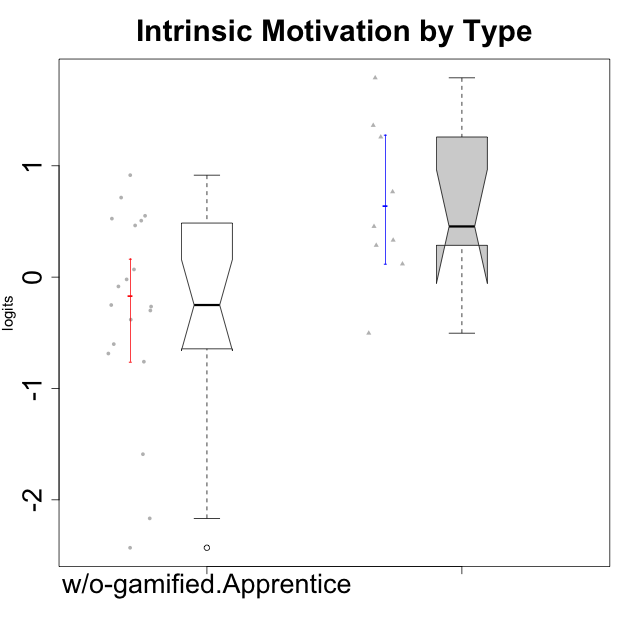 Intrinsic Motivation by Type
logits
1
0
-1
-2
w/o-gamified.Apprentice